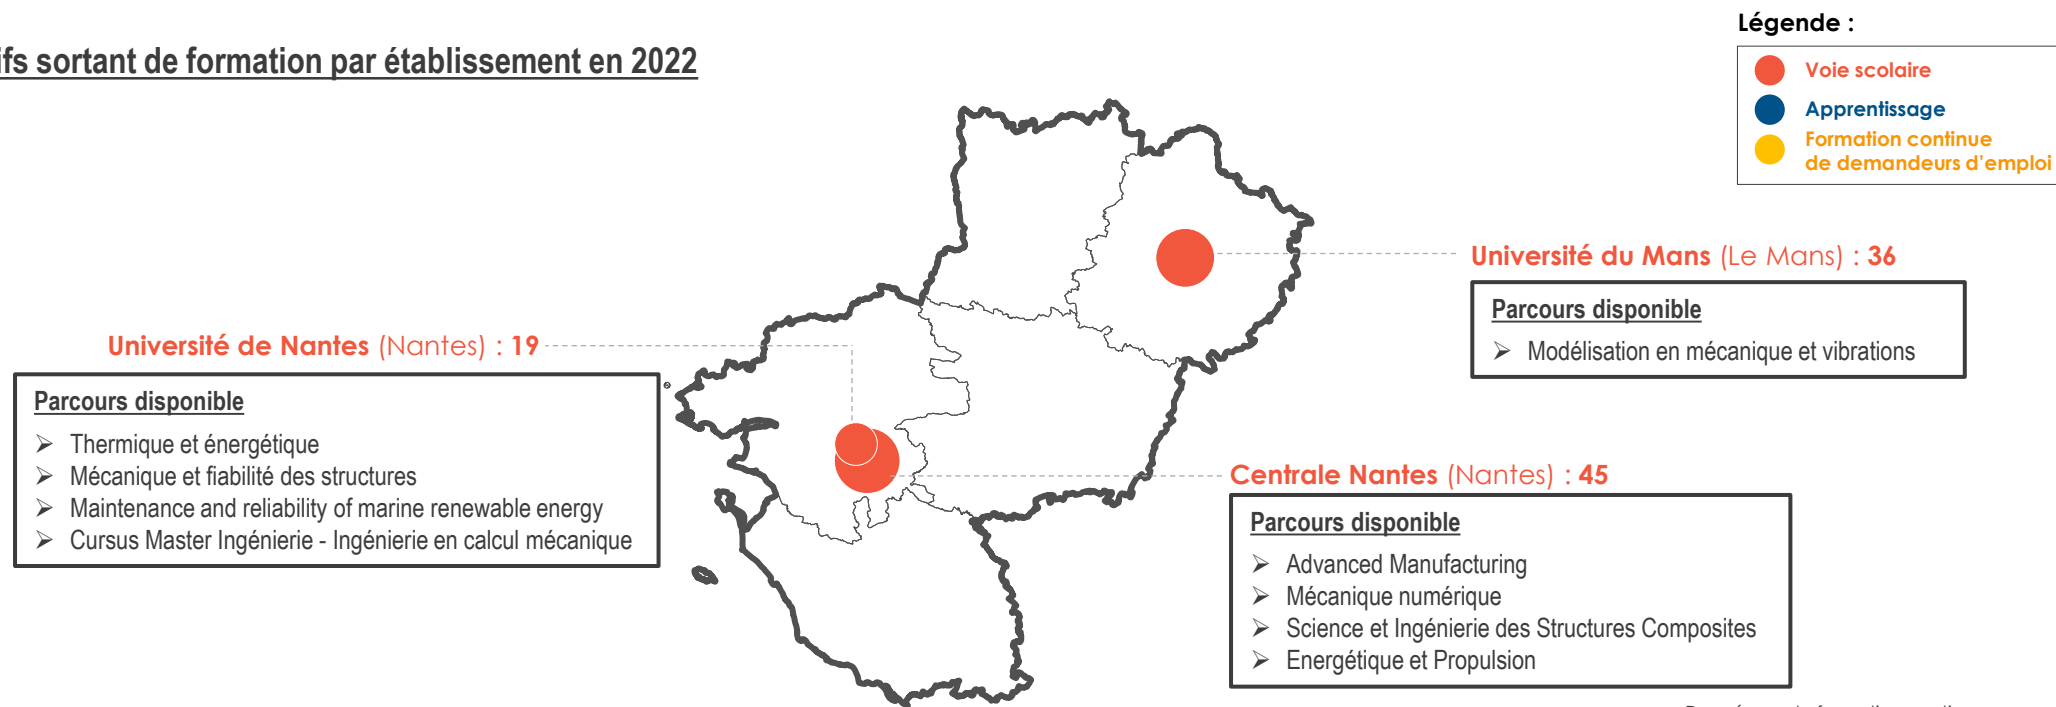 sortant de formation par établissement en 2022
Légende :
Voie scolaire
Apprentissage
Formation continue
de demandeurs d'emploi
Université du Mans (Le Mans) : 36
Parcours disponible
➢ Modélisation en mécanique et vibrations
Université de Nantes (Nantes) : 19
Parcours disponible
➢ Thermique et énergétique
➢ Mécanique et fiabilité des structures
➢ Maintenance and reliability of marine renewable energy
➢ Cursus Master Ingénierie - Ingénierie en calcul mécanique
Centrale Nantes (Nantes) : 45
Parcours disponible
➢ Advanced Manufacturing
➢ Mécanique numérique
➢ Science et Ingénierie des Structures Composites
➢ Energétique et Propulsion